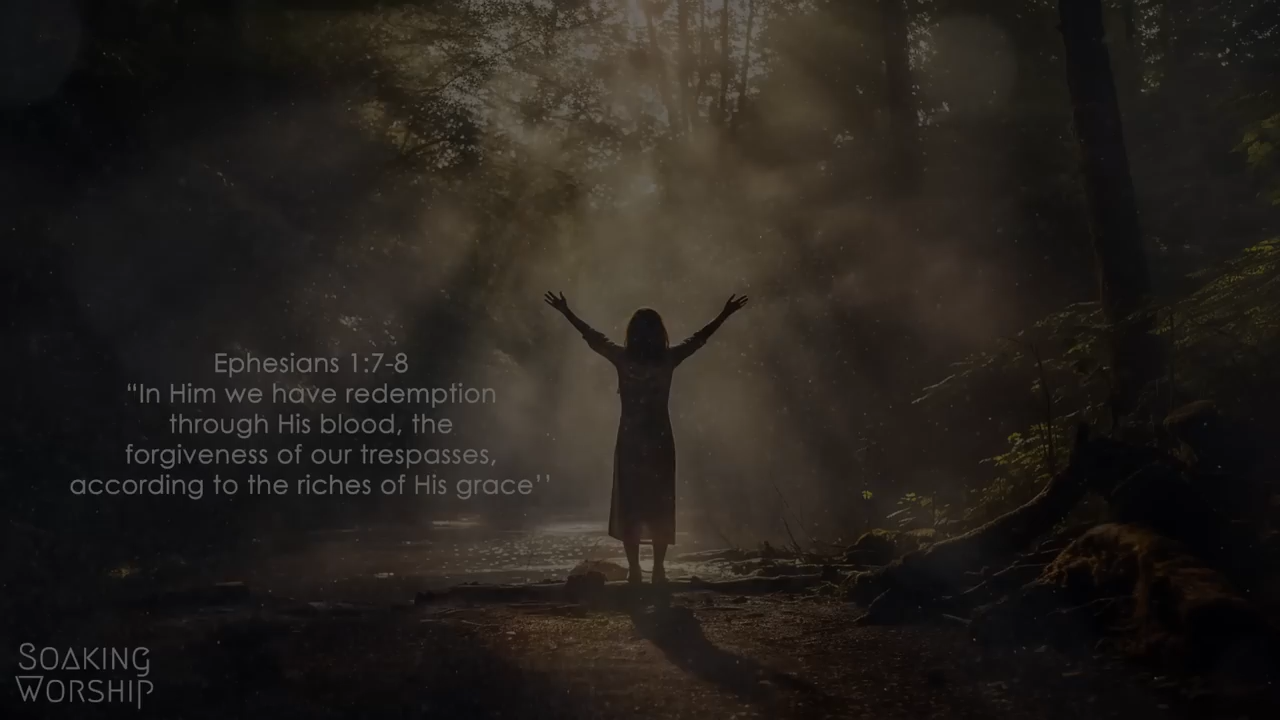 Ephesians 1:7-8
“In Him we have redemption
through His blood, the
forgiveness of our trespasses,
according to the riches of His grace’’
SOAKING
WORSHIP